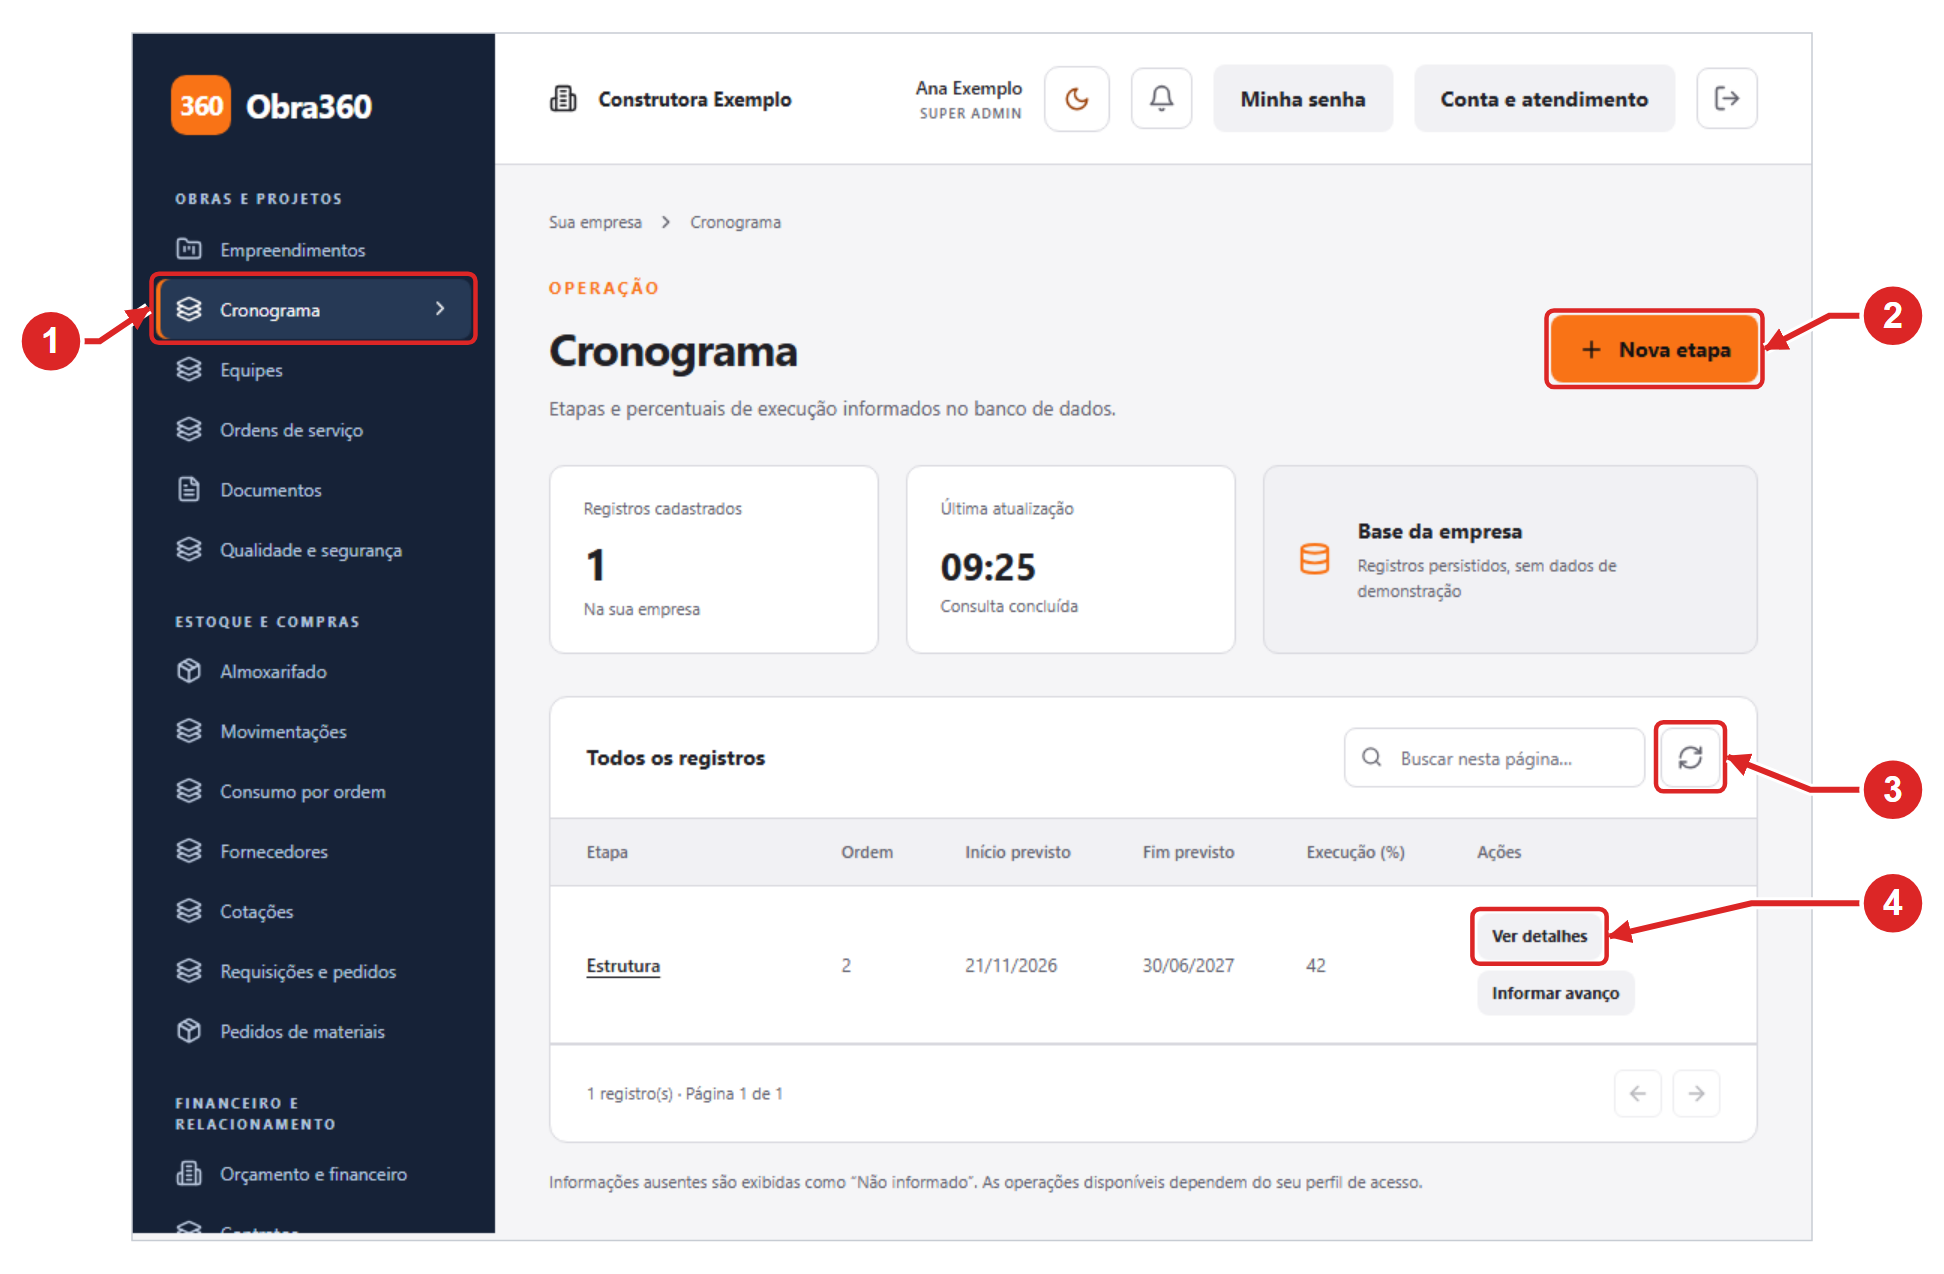 360 Obra360
OBRAS E PROJETOS
Empreendimentos
Cronograma
Equipes
Ordens de serviço
Documentos
Qualidade e segurança
ESTOQUE E COMPRAS
Almoxarifado
Movimentações
Consumo por ordem
Fornecedores
Cotações
Requisições e pedidos
Pedidos de materiais
FINANCEIRO E
RELACIONAMENTO
Orçamento e financeiro
Construtora Exemplo
Ana Exemplo
SUPER ADMIN
Minha senha
Conta e atendimento
Sua empresa > Cronograma
OPERAÇÃO
Cronograma
+ Nova etapa
Etapas e percentuais de execução informados no banco de dados.
Registros cadastrados
1
Na sua empresa
Última atualização
09:25
Consulta concluída
Base da empresa
Registros persistidos, sem dados de
demonstração
Todos os registros
Buscar nesta página...
Etapa Ordem Início previsto Fim previsto Execução (%) Ações
Estrutura 2 21/11/2026 30/06/2027 42
Ver detalhes
Informar avanço
1 registro(s) · Página 1 de 1
Informações ausentes são exibidas como “Não informado”. As operações disponíveis dependem do seu perfil de acesso.
1
2
3
4